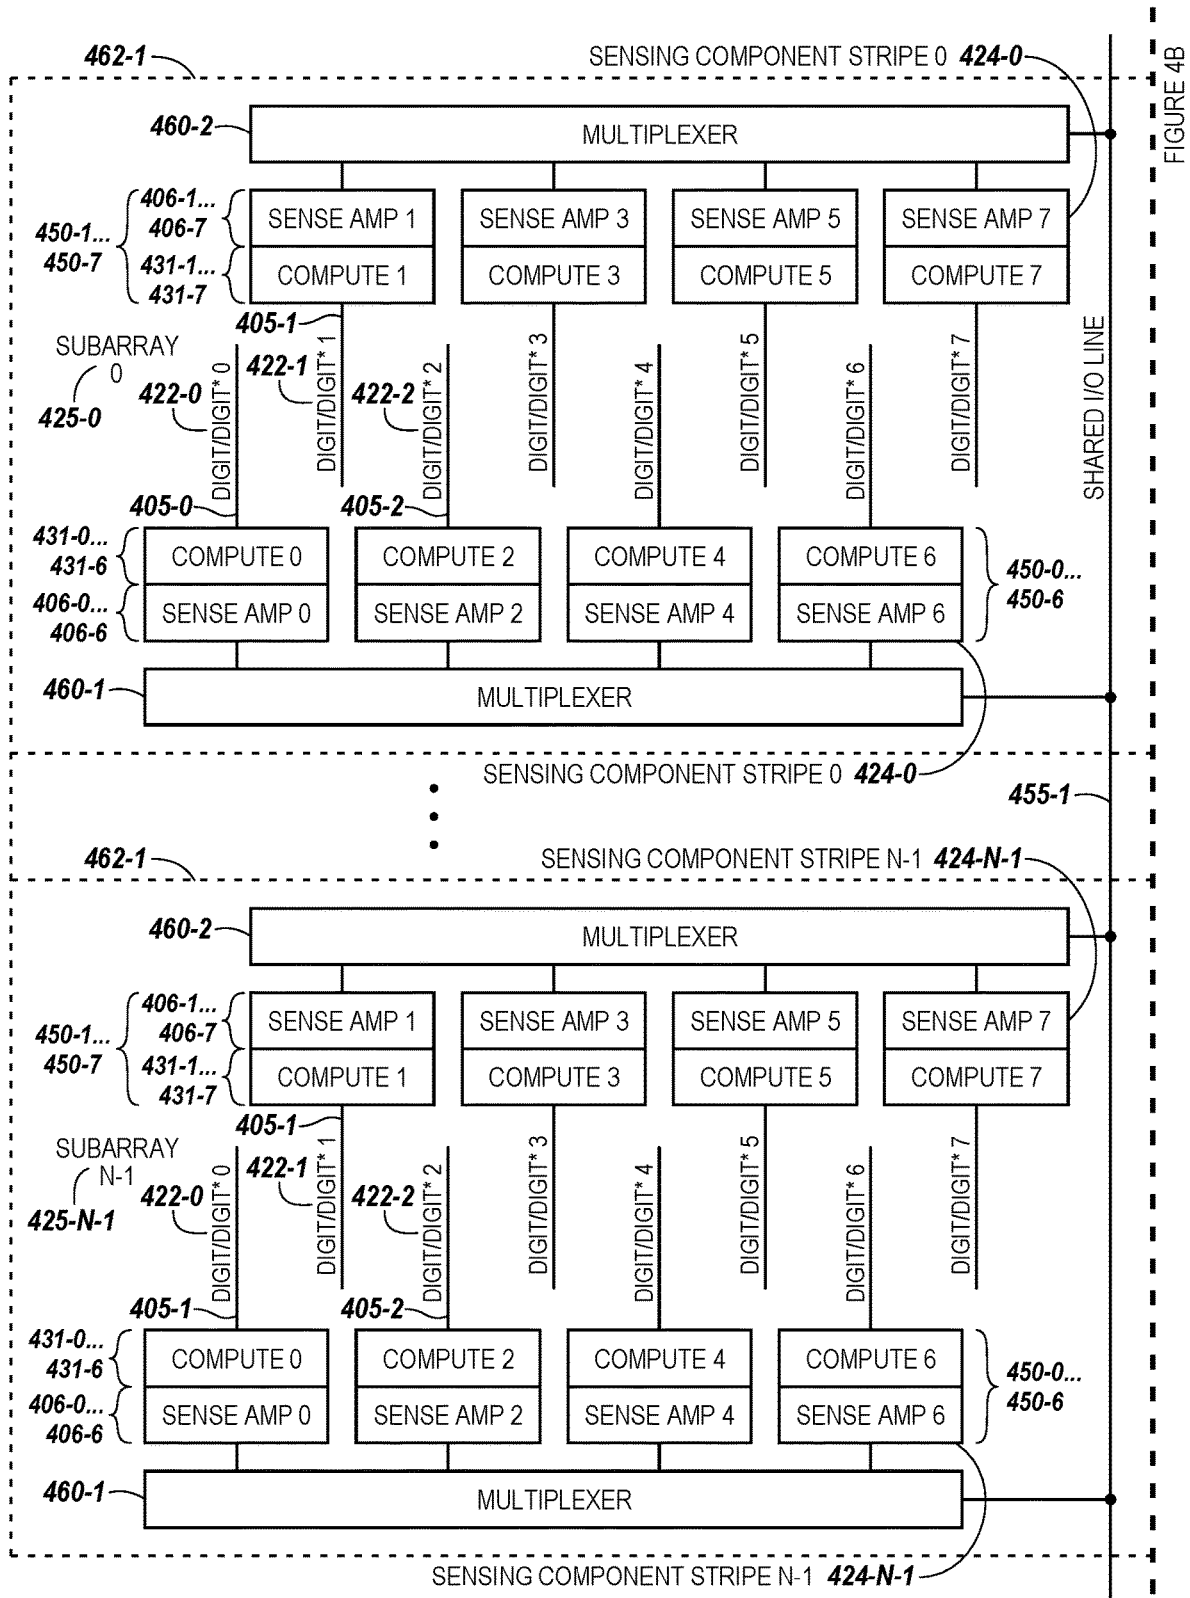 462-1
SENSING COMPONENT STRIPE 0 424-0
FIGURE 4B
460-2
MULTIPLEXER
450-1...
450-7
406-1...
406-7
431-1...
431-7
SENSE AMP 1
SENSE AMP 3
SENSE AMP 5
SENSE AMP 7
COMPUTE 1
COMPUTE 3
COMPUTE 5
COMPUTE 7
405-1
SUBARRAY
0
425-0
422-0
DIGIT/DIGIT* 0
422-1
DIGIT/DIGIT* 1
422-2
DIGIT/DIGIT* 2
DIGIT/DIGIT* 3
DIGIT/DIGIT* 4
DIGIT/DIGIT* 5
DIGIT/DIGIT* 6
DIGIT/DIGIT* 7
SHARED I/O LINE
405-0
405-2
431-0...
431-6
406-0...
406-6
COMPUTE 0
COMPUTE 2
COMPUTE 4
COMPUTE 6
SENSE AMP 0
SENSE AMP 2
SENSE AMP 4
SENSE AMP 6
450-0...
450-6
460-1
MULTIPLEXER
SENSING COMPONENT STRIPE 0 424-0
455-1
462-1
SENSING COMPONENT STRIPE N-1 424-N-1
460-2
MULTIPLEXER
450-1...
450-7
406-1...
406-7
431-1...
431-7
SENSE AMP 1
SENSE AMP 3
SENSE AMP 5
SENSE AMP 7
COMPUTE 1
COMPUTE 3
COMPUTE 5
COMPUTE 7
405-1
SUBARRAY
N-1
425-N-1
422-0
DIGIT/DIGIT* 0
422-1
DIGIT/DIGIT* 1
422-2
DIGIT/DIGIT* 2
DIGIT/DIGIT* 3
DIGIT/DIGIT* 4
DIGIT/DIGIT* 5
DIGIT/DIGIT* 6
DIGIT/DIGIT* 7
405-1
405-2
431-0...
431-6
406-0...
406-6
COMPUTE 0
COMPUTE 2
COMPUTE 4
COMPUTE 6
SENSE AMP 0
SENSE AMP 2
SENSE AMP 4
SENSE AMP 6
450-0...
450-6
460-1
MULTIPLEXER
SENSING COMPONENT STRIPE N-1 424-N-1